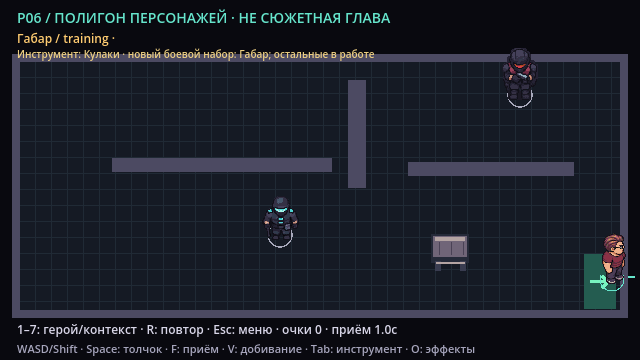 P06 / ПОЛИГОН ПЕРСОНАЖЕЙ · НЕ СЮЖЕТНАЯ ГЛАВА
Габар / training ·
Инструмент: Кулаки · новый боевой набор: Габар; остальные в работе
1–7: герой/контекст · R: повтор · Esc: меню · очки 0 · приём 1.0с
WASD/Shift · Space: толчок · F: приём · V: добивание · Tab: инструмент · O: эффекты